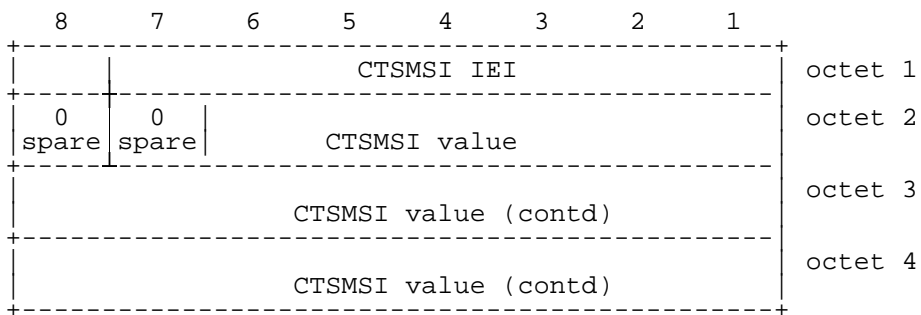 8 7 6 5 4 3 2 1
CTSMSI IEI octet 1
0 0 octet 2
spare spare CTSMSI value
octet 3
CTSMSI value (contd)
octet 4
CTSMSI value (contd)